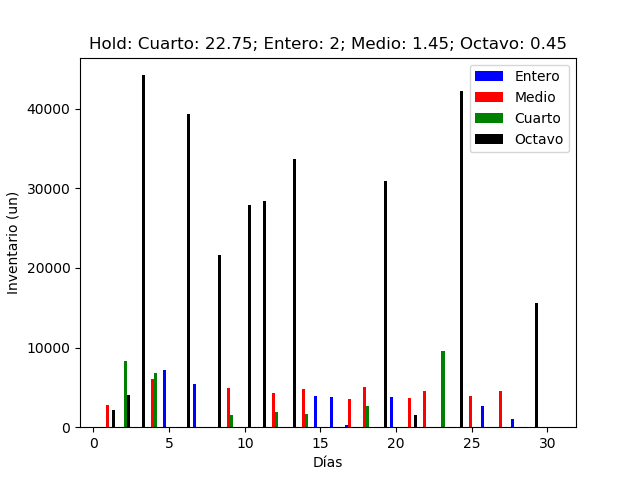 Hold: Cuarto: 22.75; Entero: 2; Medio: 1.45; Octavo: 0.45
Entero
Medio
Cuarto
Octavo
Inventario (un)
40000
30000
20000
10000
0
0 5 10 15 20 25 30
Días